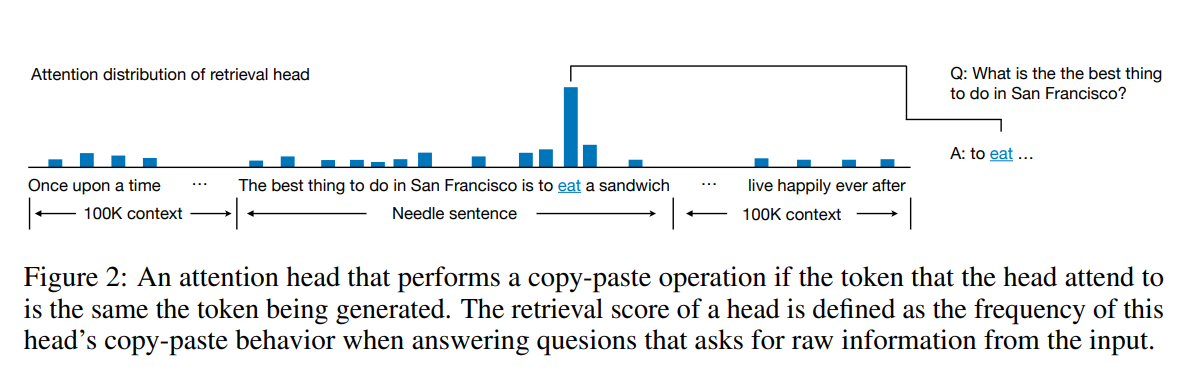 Attention distribution of retrieval head
Q: What is the the best thing
to do in San Francisco?
A: to eat ...
Once upon a time ... The best thing to do in San Francisco is to eat a sandwich ... live happily ever after
100K context Needle sentence 100K context
Figure 2: An attention head that performs a copy-paste operation if the token that the head attend to
is the same the token being generated. The retrieval score of a head is defined as the frequency of this
head's copy-paste behavior when answering quesions that asks for raw information from the input.